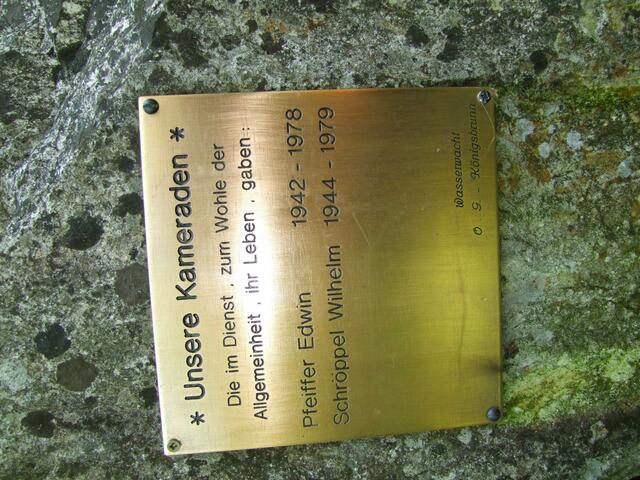 * Unsere Kameraden *
Die im Dienst , zum Wohle der
Allgemeinheit , ihr Leben , gaben :
Pfeiffer Edwin 1942 - 1978
Schröppel Wilhelm 1944 - 1979
Wasserwacht
O . G . - Königsbrunn